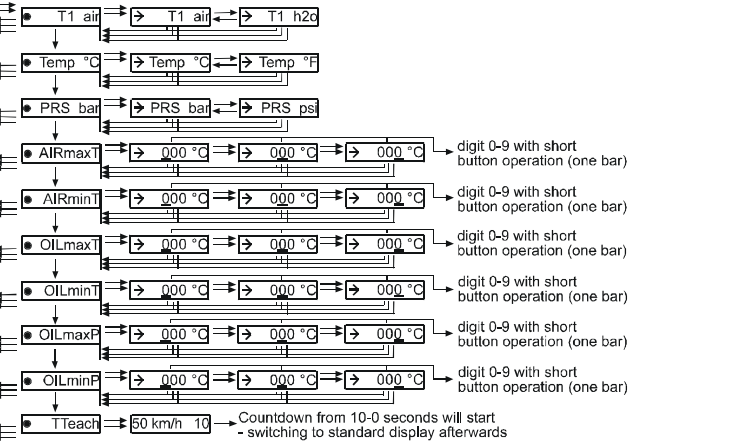 ● T1 air → T1 air → T1 h2o
● Temp °C → Temp °C → Temp °F
● PRS bar → PRS bar → PRS psi
● AIRmaxT → 000 °C → 000 °C → 000 °C digit 0-9 with short
button operation (one bar)
● AIRminT → 000 °C → 000 °C → 000 °C digit 0-9 with short
button operation (one bar)
● OILmaxT → 000 °C → 000 °C → 000 °C digit 0-9 with short
button operation (one bar)
● OILminT → 000 °C → 000 °C → 000 °C digit 0-9 with short
button operation (one bar)
● OILmaxP → 000 °C → 000 °C → 000 °C digit 0-9 with short
button operation (one bar)
● OILminP → 000 °C → 000 °C → 000 °C digit 0-9 with short
button operation (one bar)
● TTeach 50 km/h 10 Countdown from 10-0 seconds will start
- switching to standard display afterwards